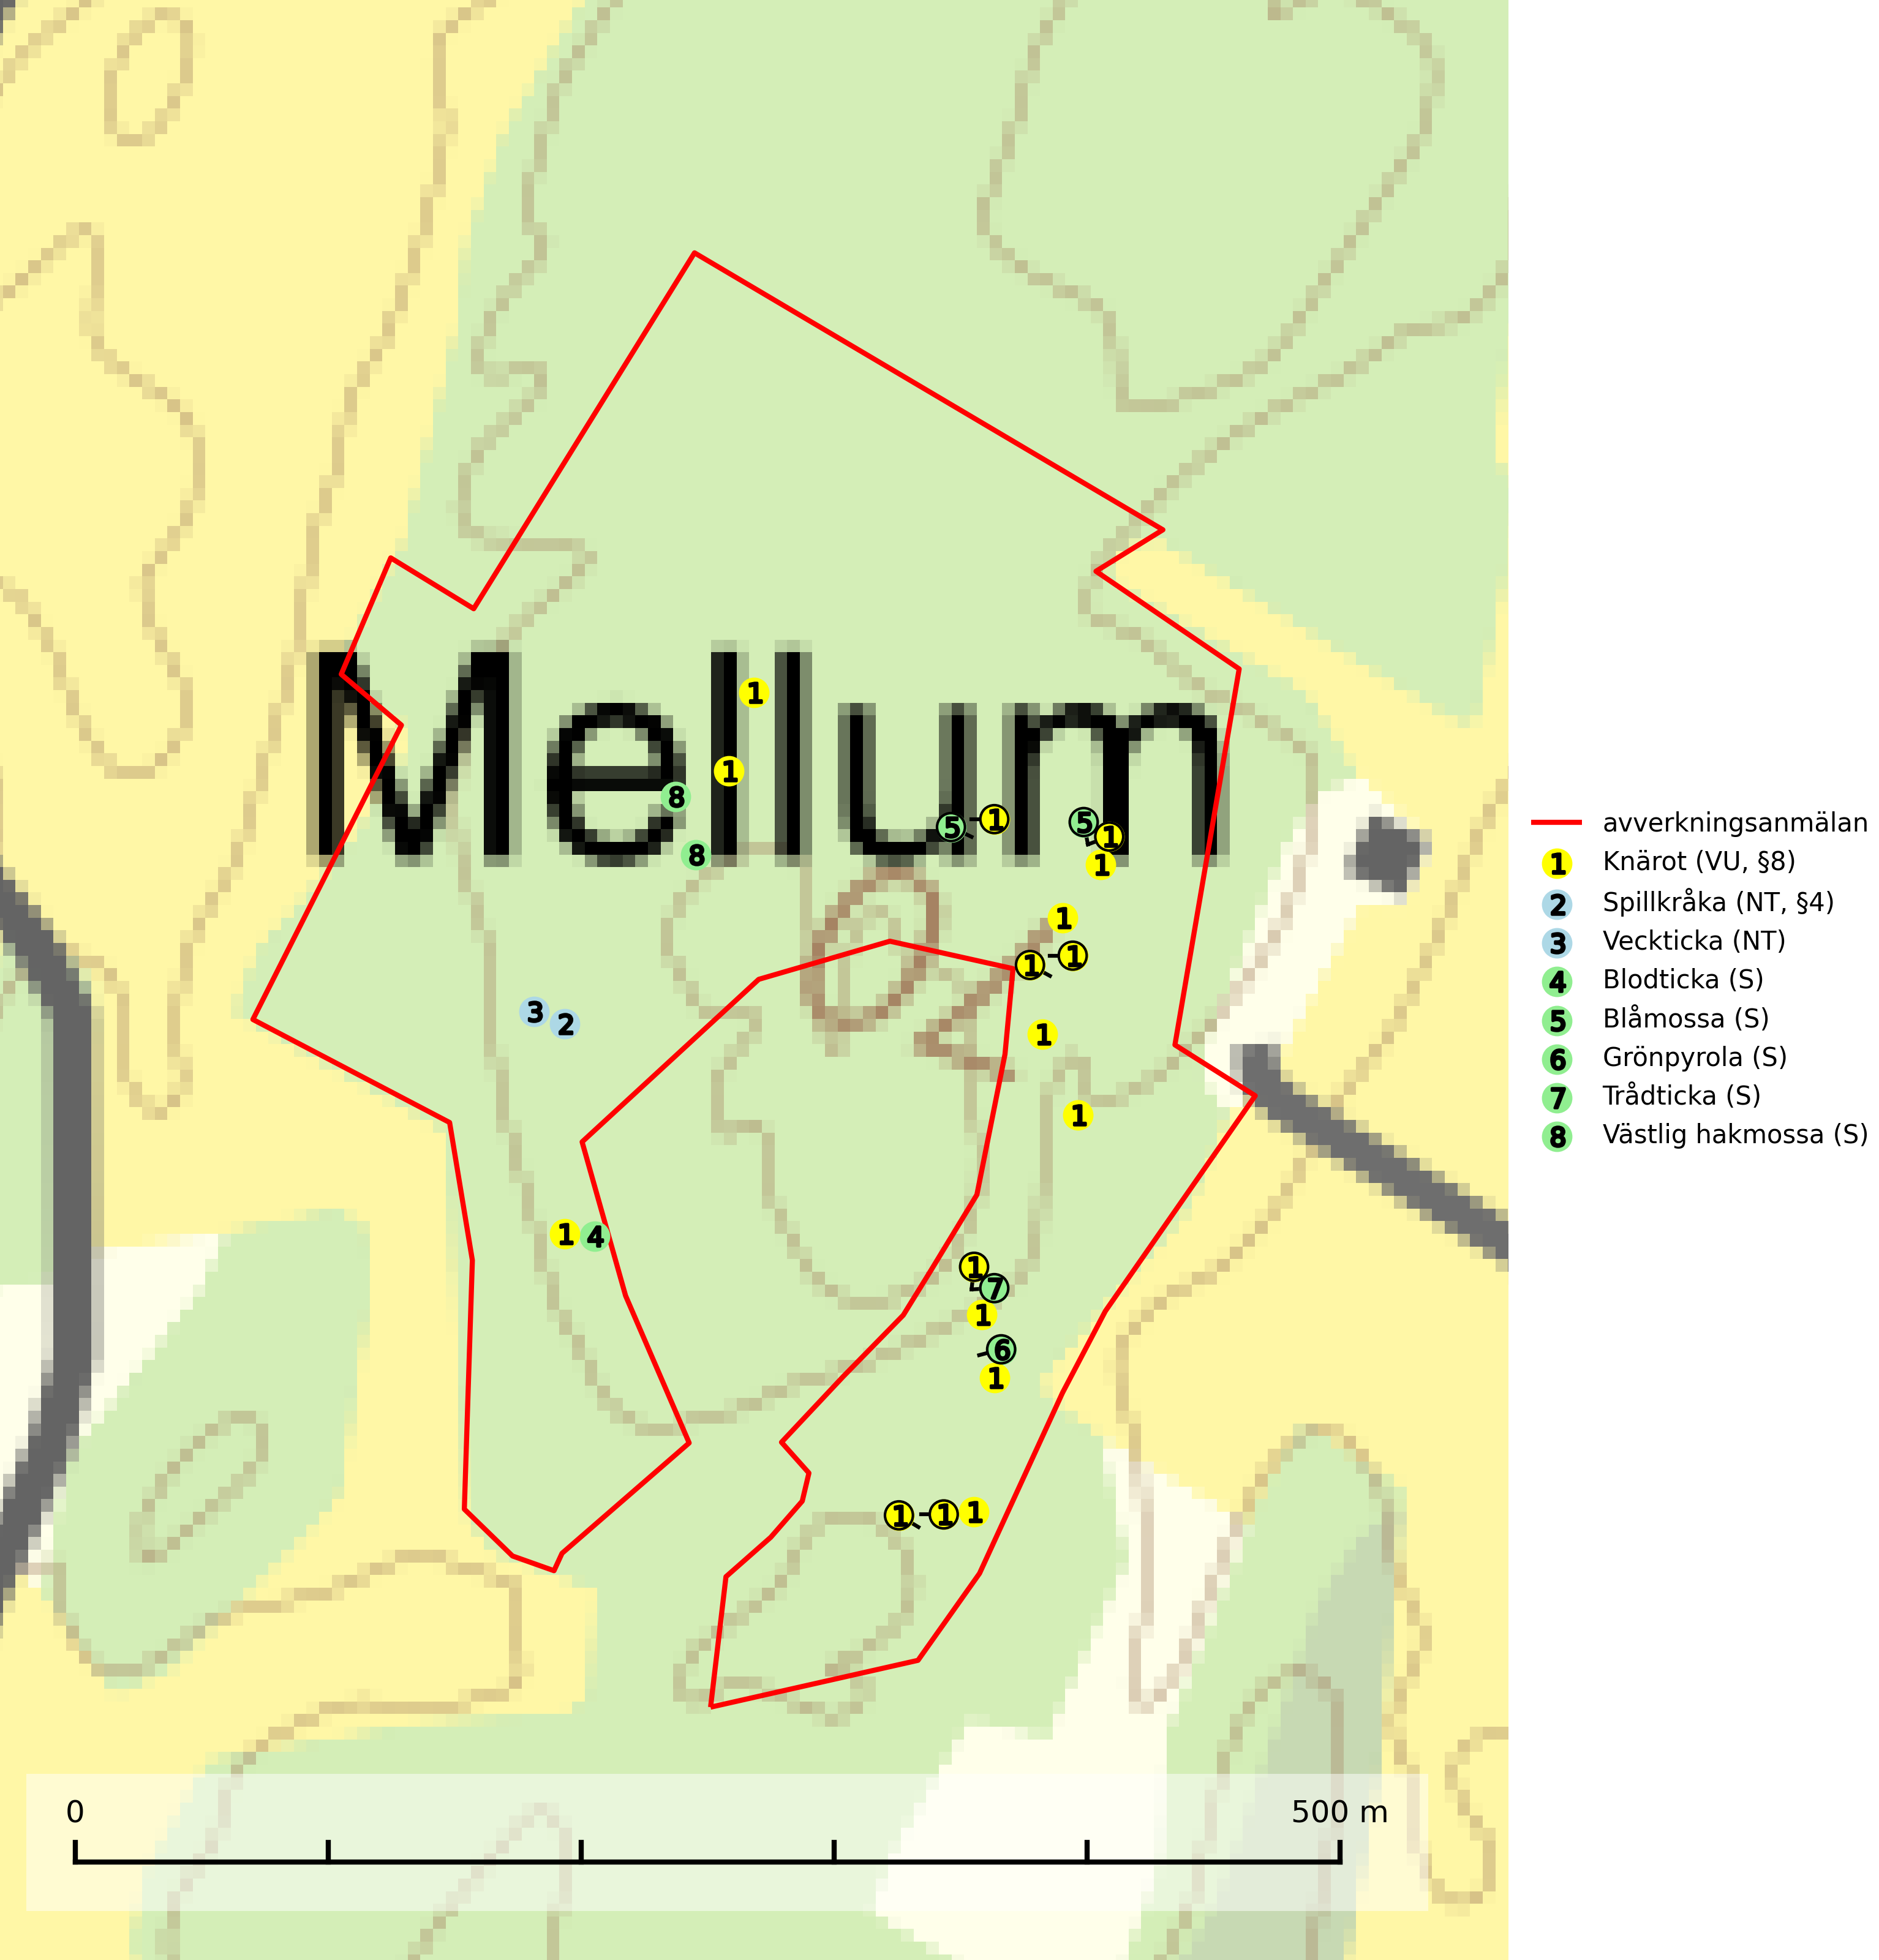 Mellum
1
1
8
8
5
1
5
1
1
1
1
1
3
2
1
1
1
4
1
7
1
6
1
1
1
1
0
500 m
avverkningsanmälan
1 Knärot (VU, §8)
2 Spillkråka (NT, §4)
3 Veckticka (NT)
4 Blodticka (S)
5 Blåmossa (S)
6 Grönpyrola (S)
7 Trådticka (S)
8 Västlig hakmossa (S)